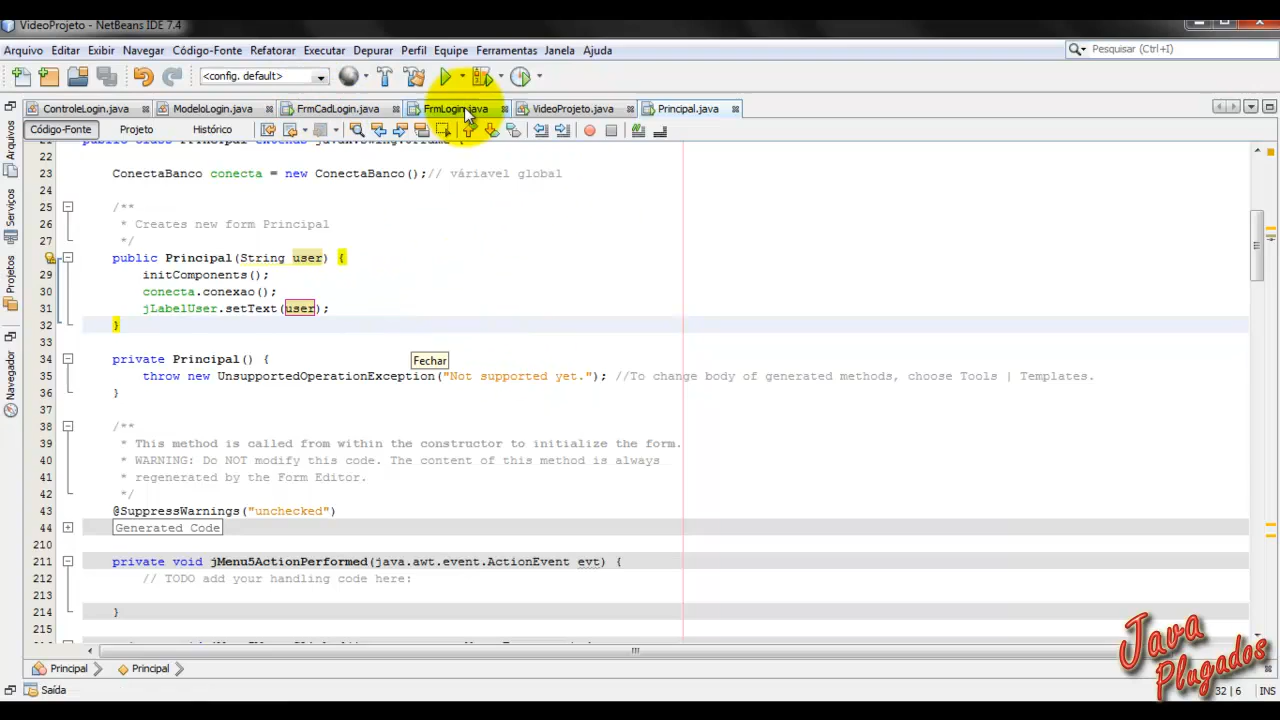 VideoProjeto - NetBeans IDE 7.4
Arquivo Editar Exibir Navegar Código-Fonte Refatorar Executar Depurar Perfil Equipe Ferramentas Janela Ajuda
Pesquisar (Ctrl+I)
<config. default>
ControleLogin.java ModeloLogin.java FrmCadLogin.java FrmLogin.java VideoProjeto.java Principal.java
Código-Fonte Projeto Histórico
Arquivos
Serviços
Projetos
Navegador
22
23 ConectaBanco conecta = new ConectaBanco();// váriavel global
24
25 /**
26 * Creates new form Principal
27 */
public Principal(String user) {
29 initComponents();
30 conecta.conexao();
31 jLabelUser.setText(user);
32 }
33
34 private Principal() {
35 throw new UnsupportedOperationException("Not supported yet."); //To change body of generated methods, choose Tools | Templates.
36 }
Fechar
37
38 /**
39 * This method is called from within the constructor to initialize the form.
40 * WARNING: Do NOT modify this code. The content of this method is always
41 * regenerated by the Form Editor.
42 */
43 @SuppressWarnings("unchecked")
44 Generated Code
210
211 private void jMenu5ActionPerformed(java.awt.event.ActionEvent evt) {
212 // TODO add your handling code here:
213
214 }
215
Principal Principal
Saída
32 | 6 INS
Java
Plugados